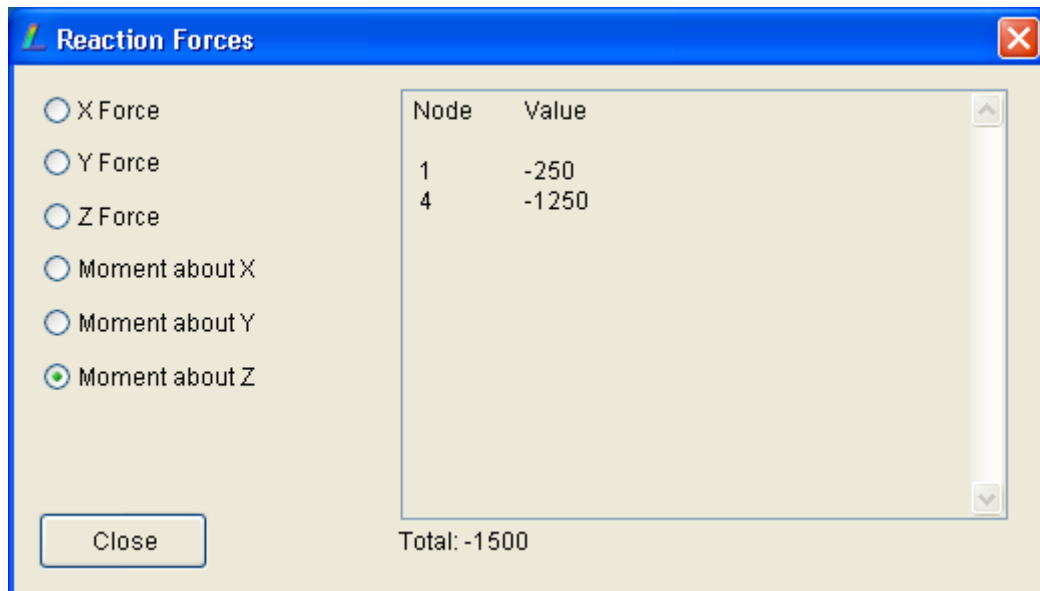 Reaction Forces
X Force
Y Force
Z Force
Moment about X
Moment about Y
Moment about Z
Close
Node Value
1 -250
4 -1250
Total: -1500